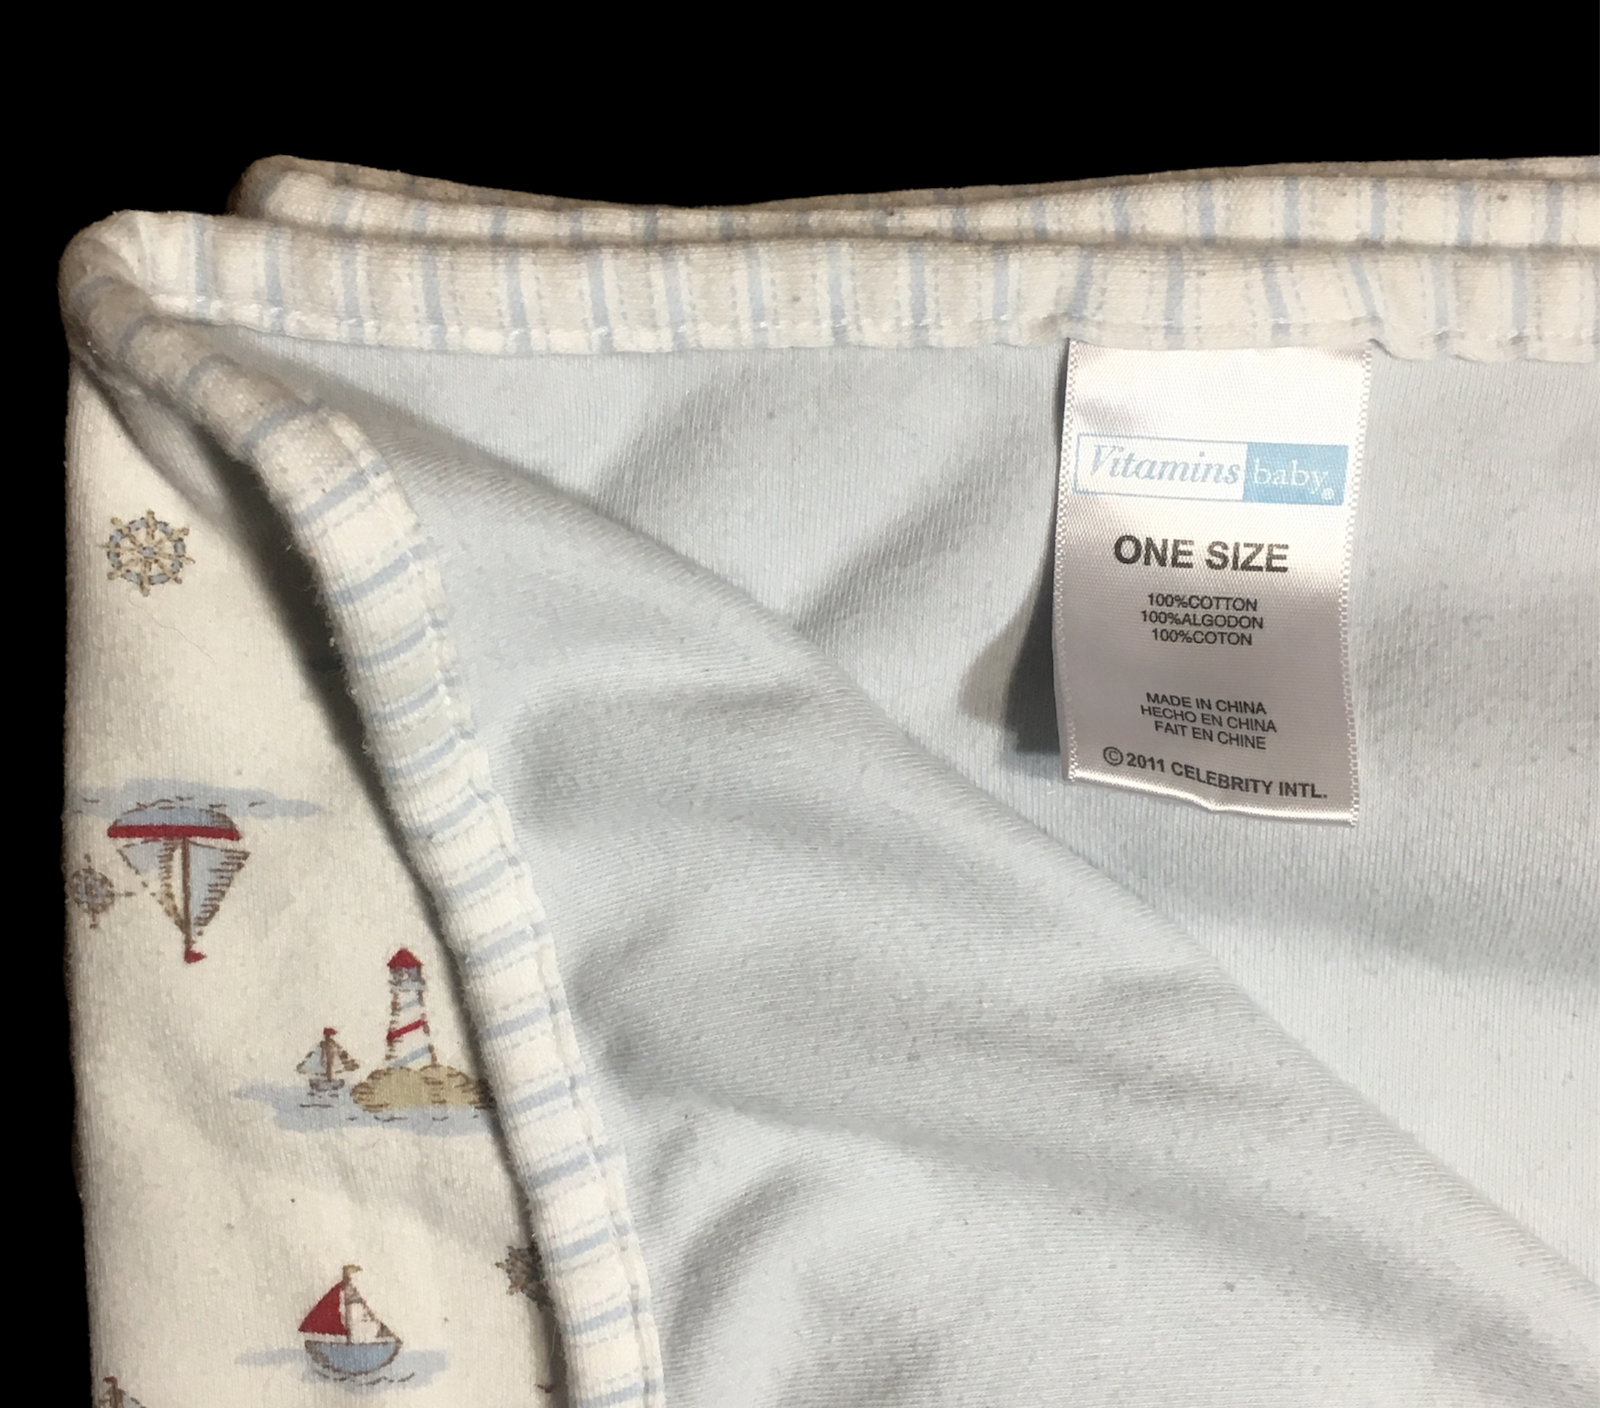 Vitamins baby®
ONE SIZE
100%COTTON
100%ALGODON
100%COTON
MADE IN CHINA
HECHO EN CHINA
FAIT EN CHINE
©2011 CELEBRITY INTL.